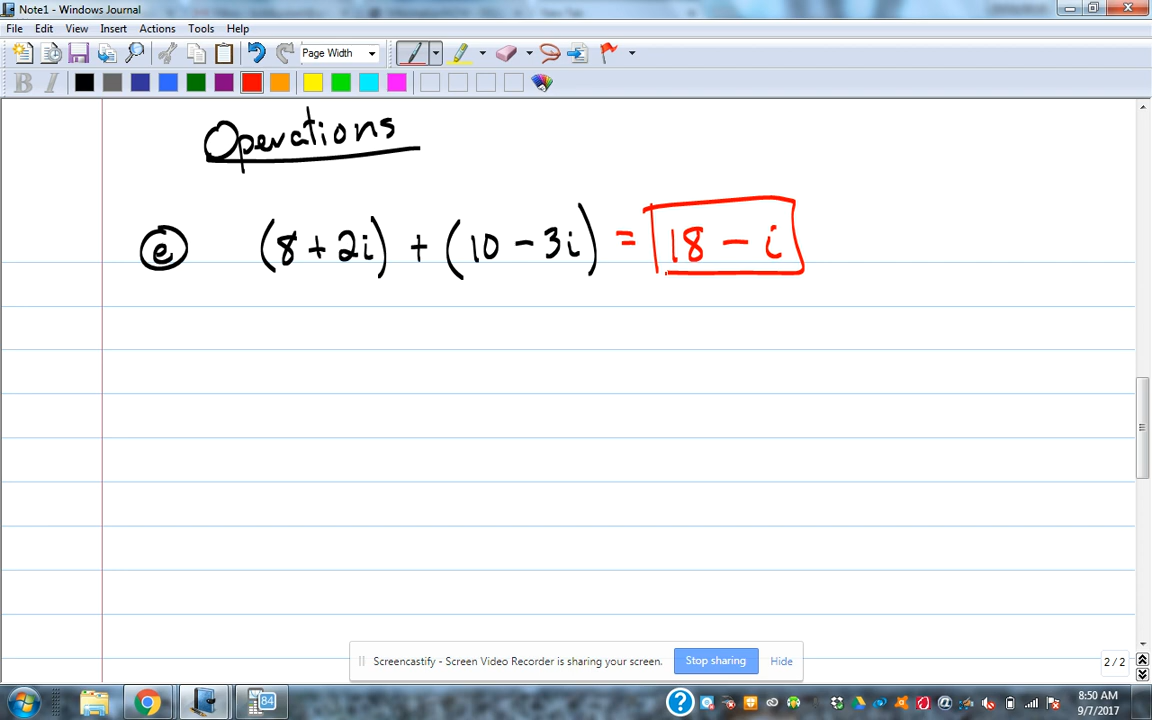 Note1 - Windows Journal
File Edit View Insert Actions Tools Help
Page Width
B I
Operations
e (8 + 2i) + (10 - 3i) = 18 - i
Screencastify - Screen Video Recorder is sharing your screen. Stop sharing Hide
2 / 2
84
?
8:50 AM
9/7/2017